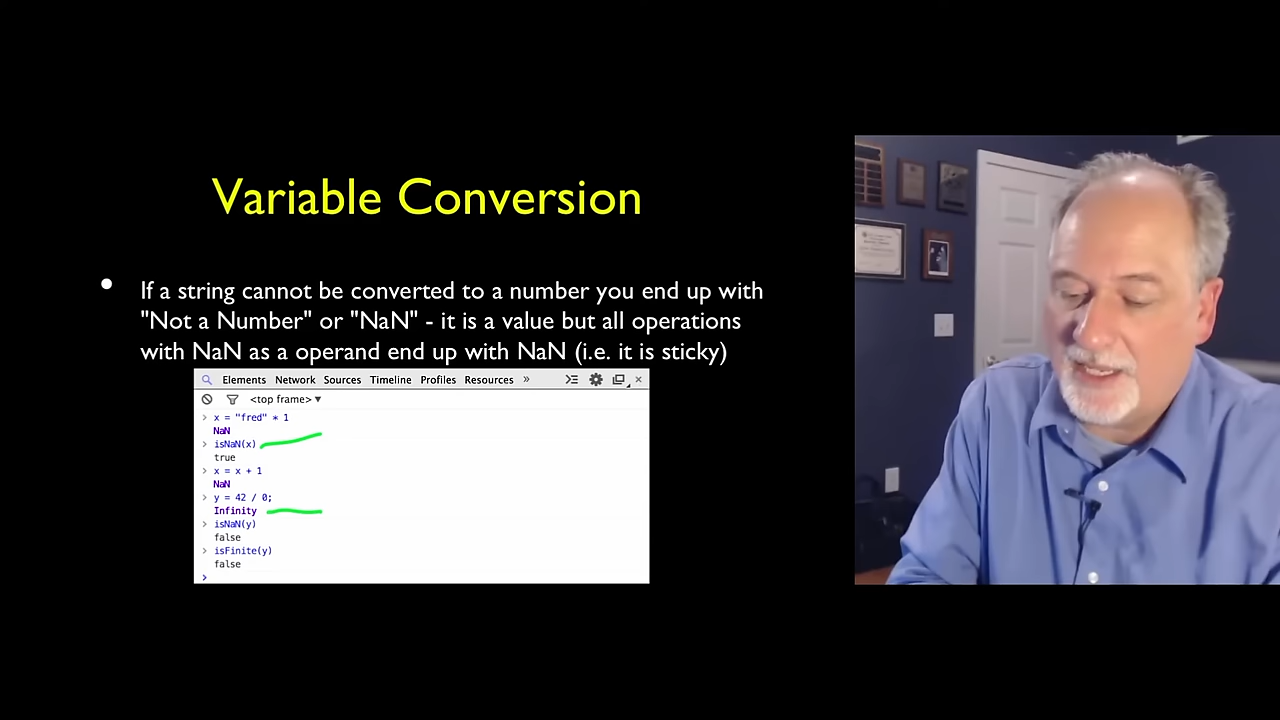 Variable Conversion
• If a string cannot be converted to a number you end up with
"Not a Number" or "NaN" - it is a value but all operations
with NaN as a operand end up with NaN (i.e. it is sticky)
Elements Network Sources Timeline Profiles Resources »
<top frame> ▼
> x = "fred" * 1
NaN
> isNaN(x)
true
> x = x + 1
NaN
> y = 42 / 0;
Infinity
> isNaN(y)
false
> isFinite(y)
false
>